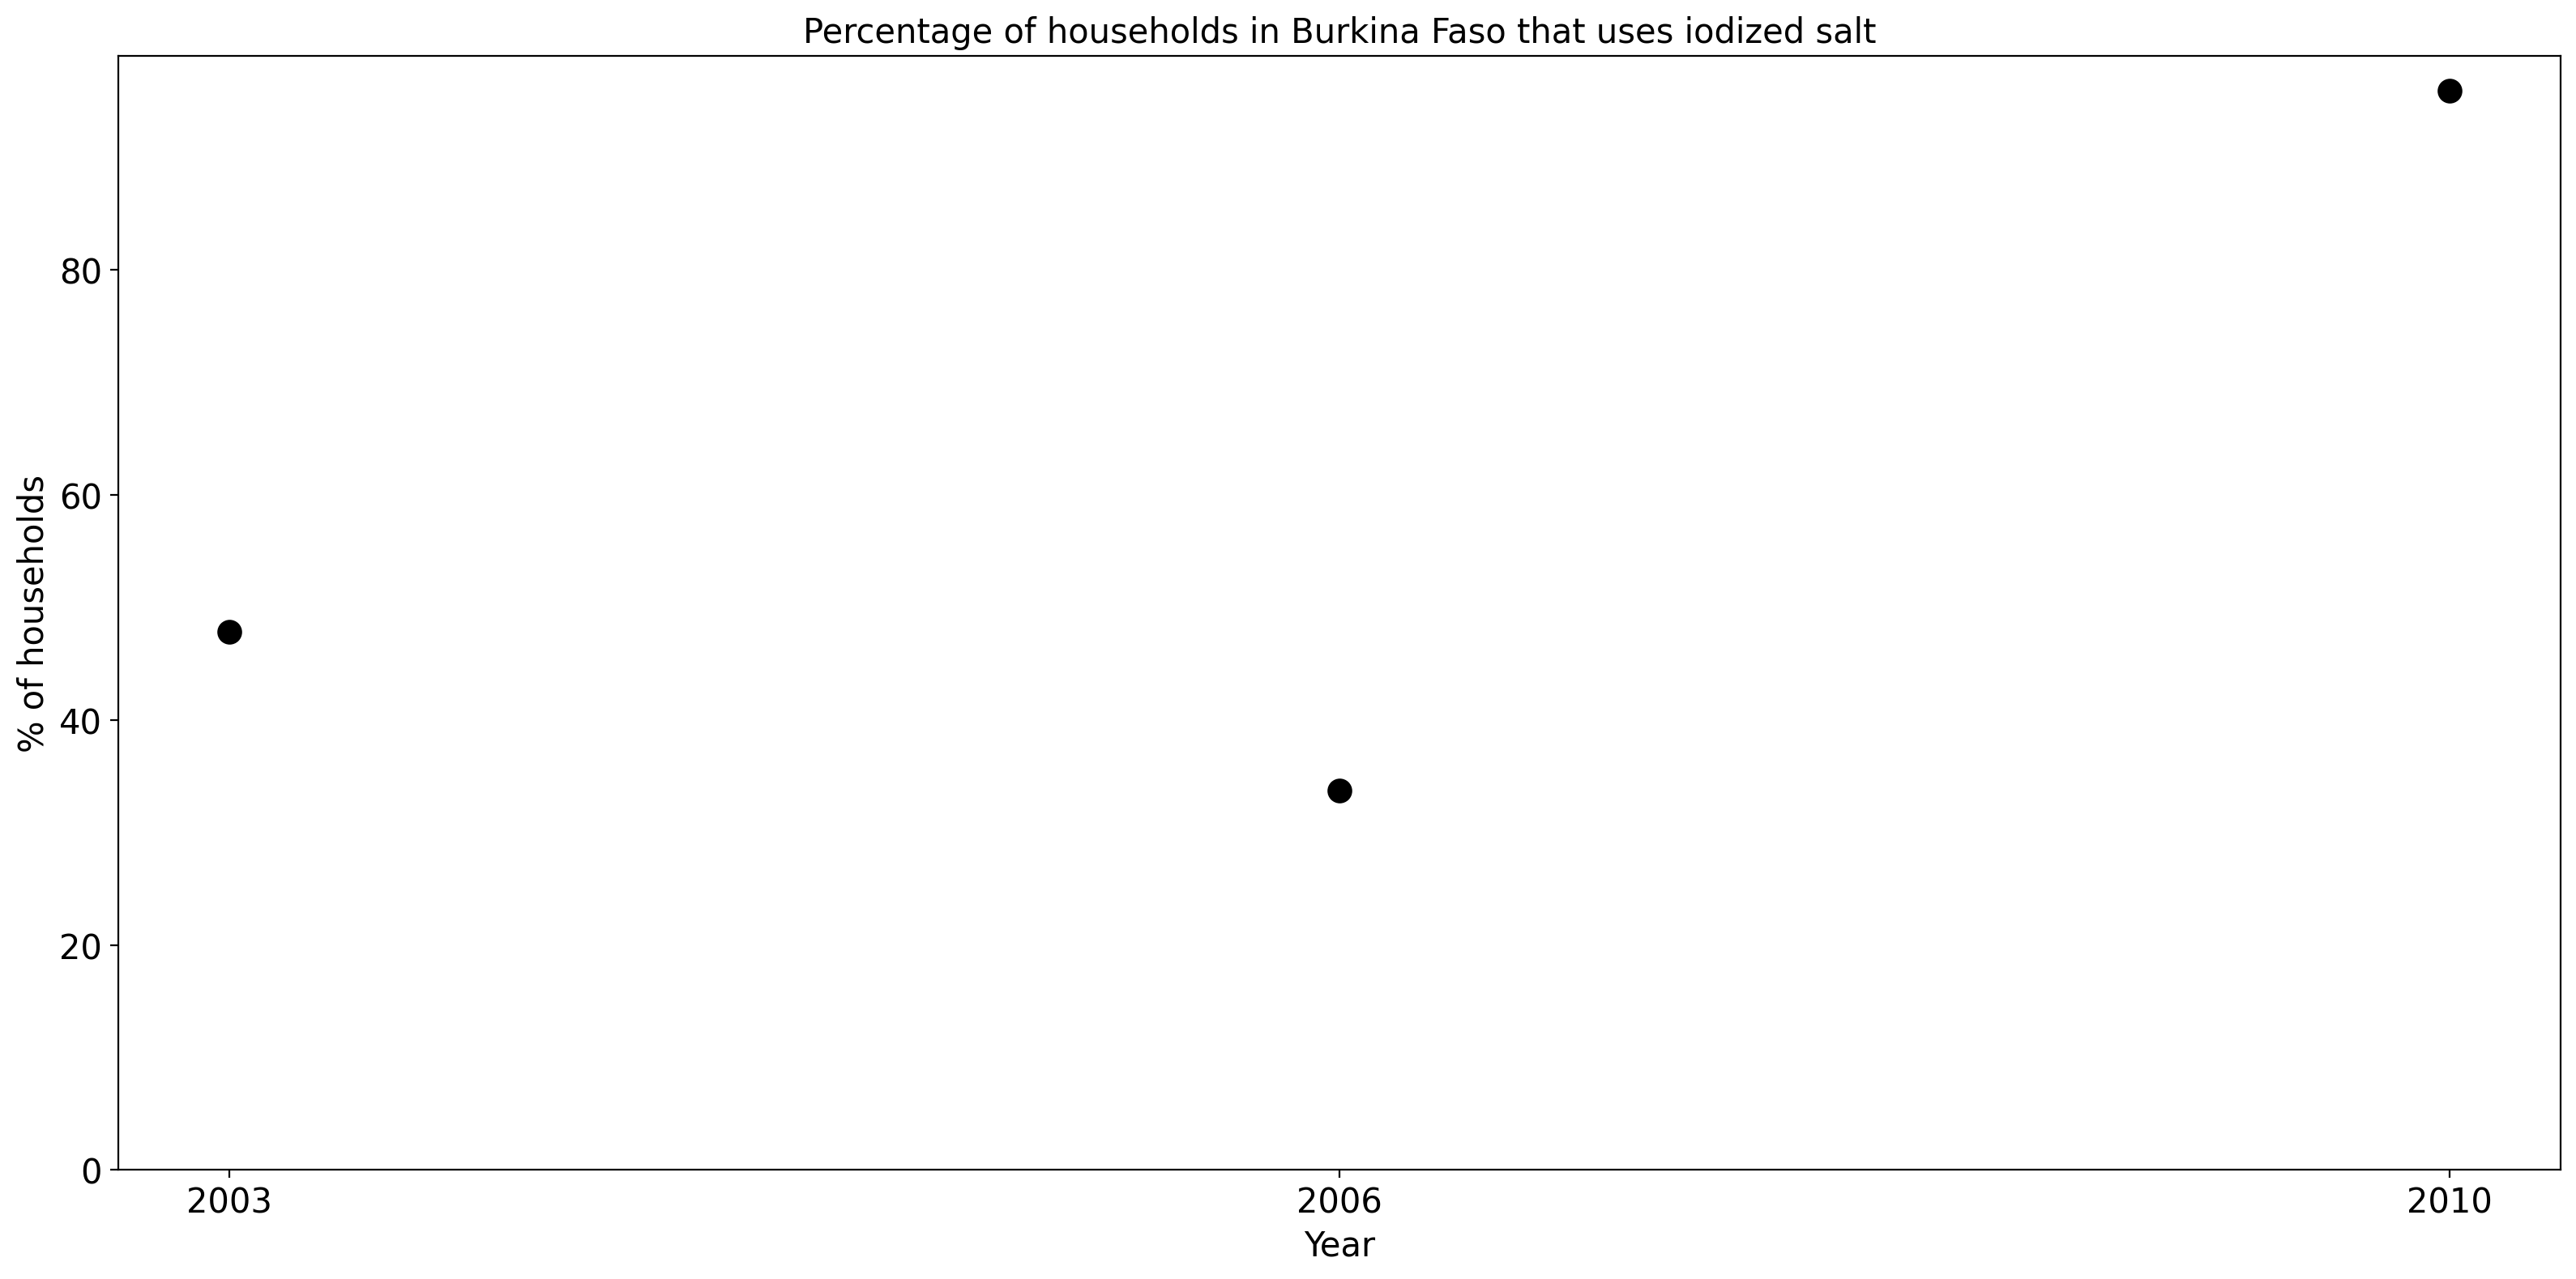 Percentage of households in Burkina Faso that uses iodized salt
80
60
40
20
0
% of households
2003 2006 2010
Year